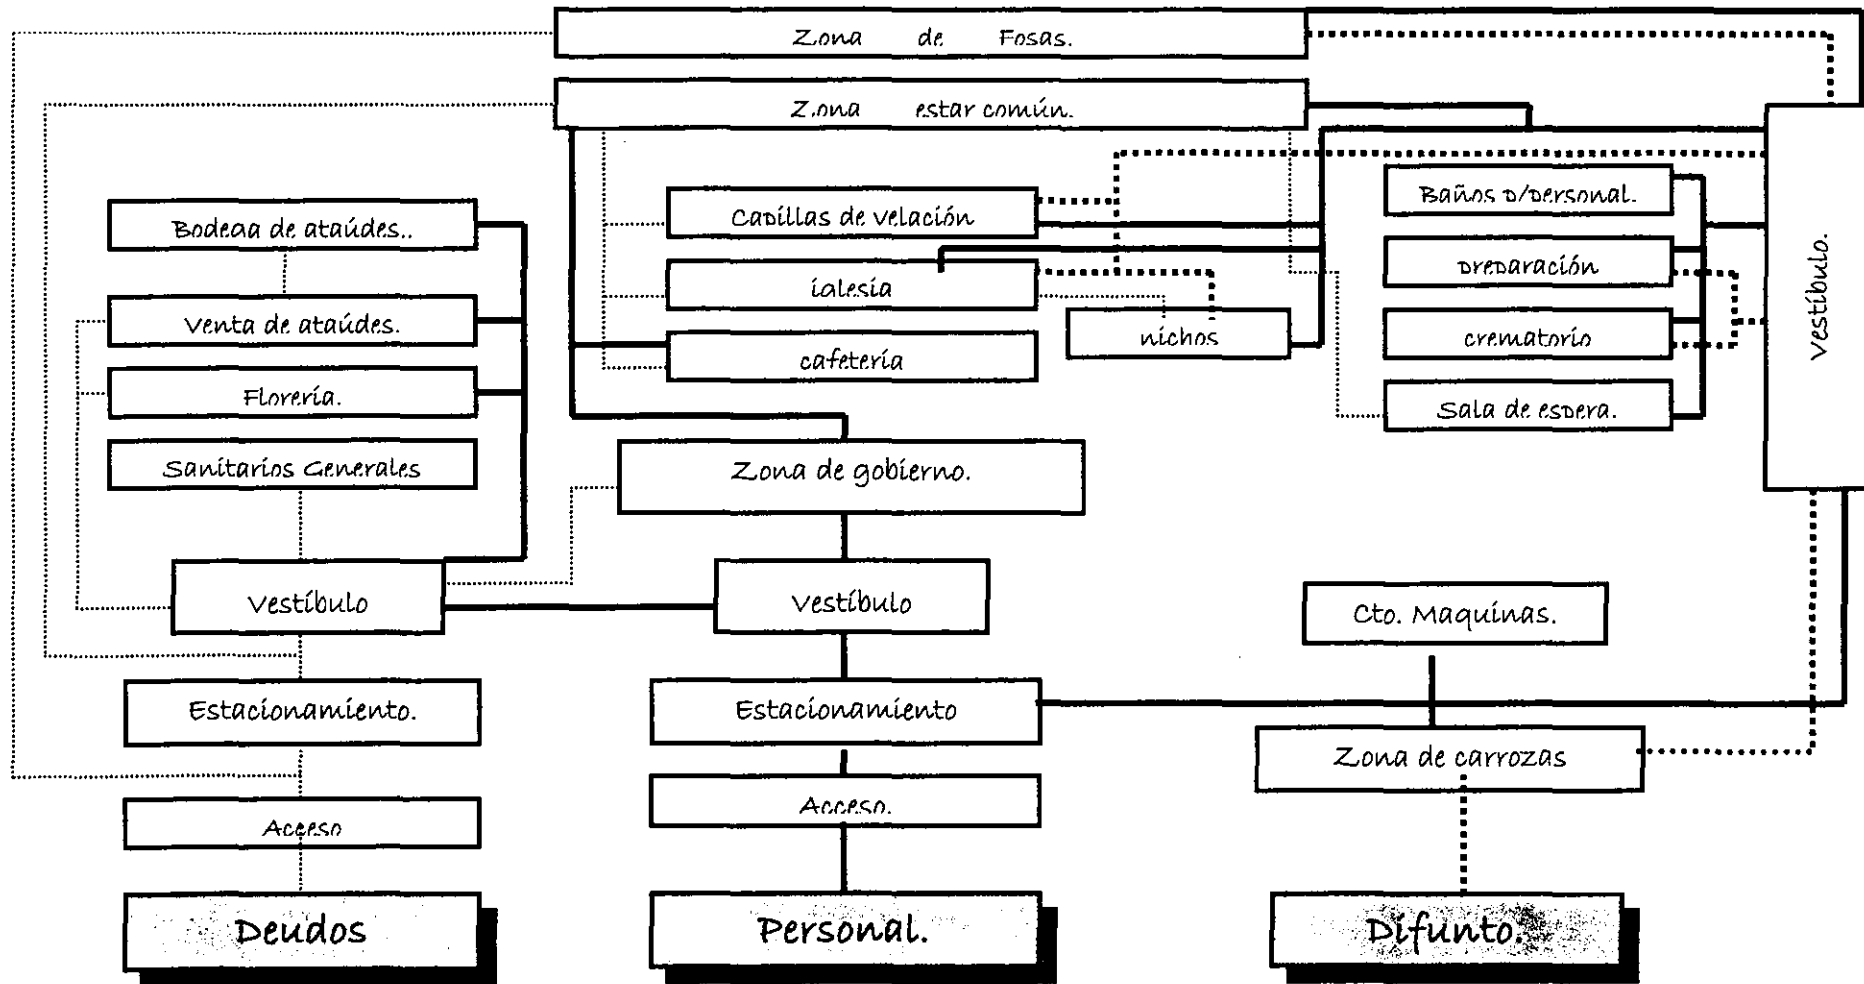 Zona de Fosas.
Zona estar común.
Bodega de ataúdes..
Capillas de velación
Baños D/personal.
preparación
iglesia
Venta de ataúdes.
nichos
crematorio
cafetería
Florería.
Sala de espera.
Vestíbulo.
Sanitarios Generales
Zona de gobierno.
Vestíbulo
Vestíbulo
Cto. Maquinas.
Estacionamiento.
Estacionamiento
Zona de carrozas
Acceso
Acceso.
Deudos
Personal.
Difunto.